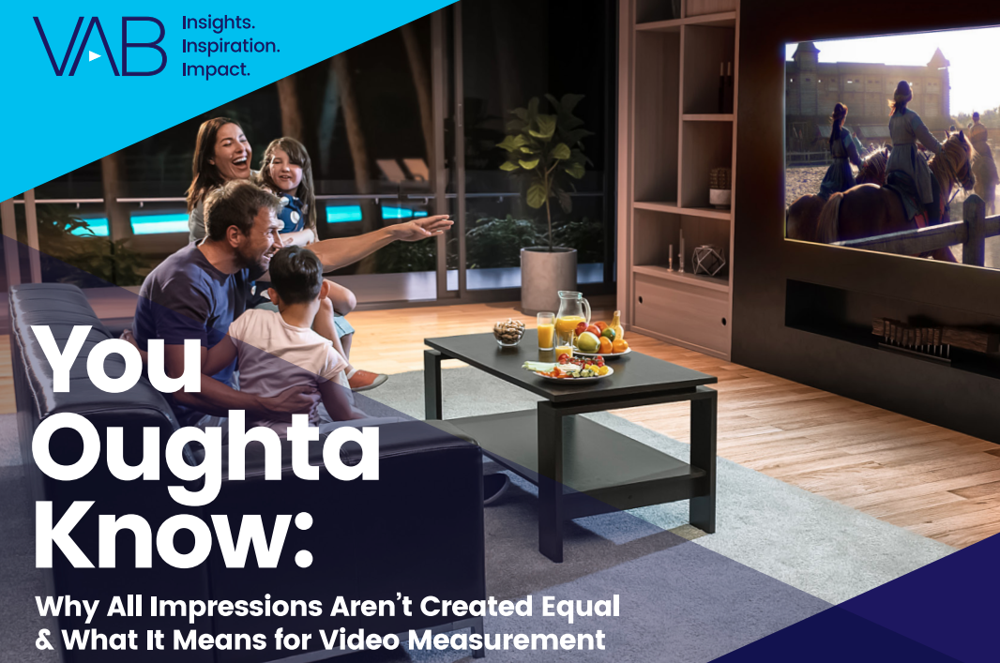 VAB
Insights.
Inspiration.
Impact.
You
Oughta
Know:
Why All Impressions Aren't Created Equal
& What It Means for Video Measurement